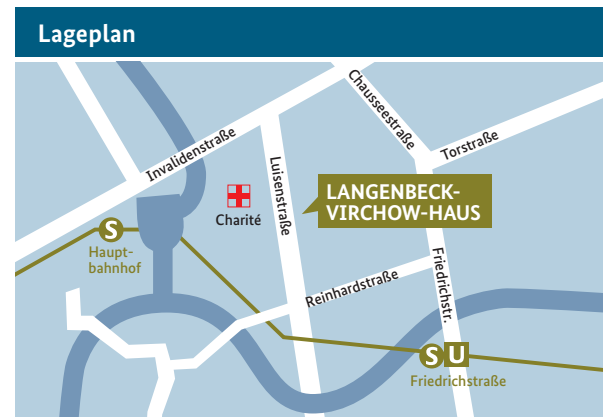 Lageplan
Chausseestraße
Invalidenstraße
Torstraße
Luisenstraße
LANGENBECK-
VIRCHOW-HAUS
Charité
S
Haupt-
bahnhof
Reinhardstraße
Friedrichstr.
S U
Friedrichstraße